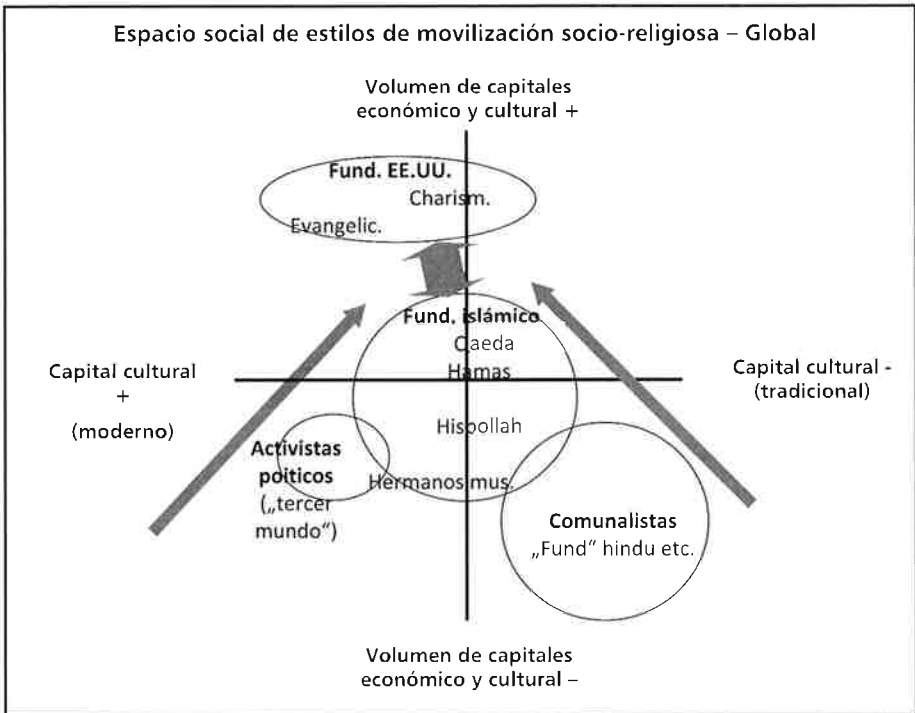 Espacio social de estilos de movilización socio-religiosa – Global
Volumen de capitales
económico y cultural +
Fund. EE.UU.
Charism.
Evangelic.
Fund. islámico
Qaeda
Hamas
Capital cultural
+
(moderno)
Capital cultural -
(tradicional)
Hisbollah
Activistas
poiticos
(„tercer
mundo“)
Hermanos mus.
Comunalistas
„Fund“ hindu etc.
Volumen de capitales
económico y cultural –